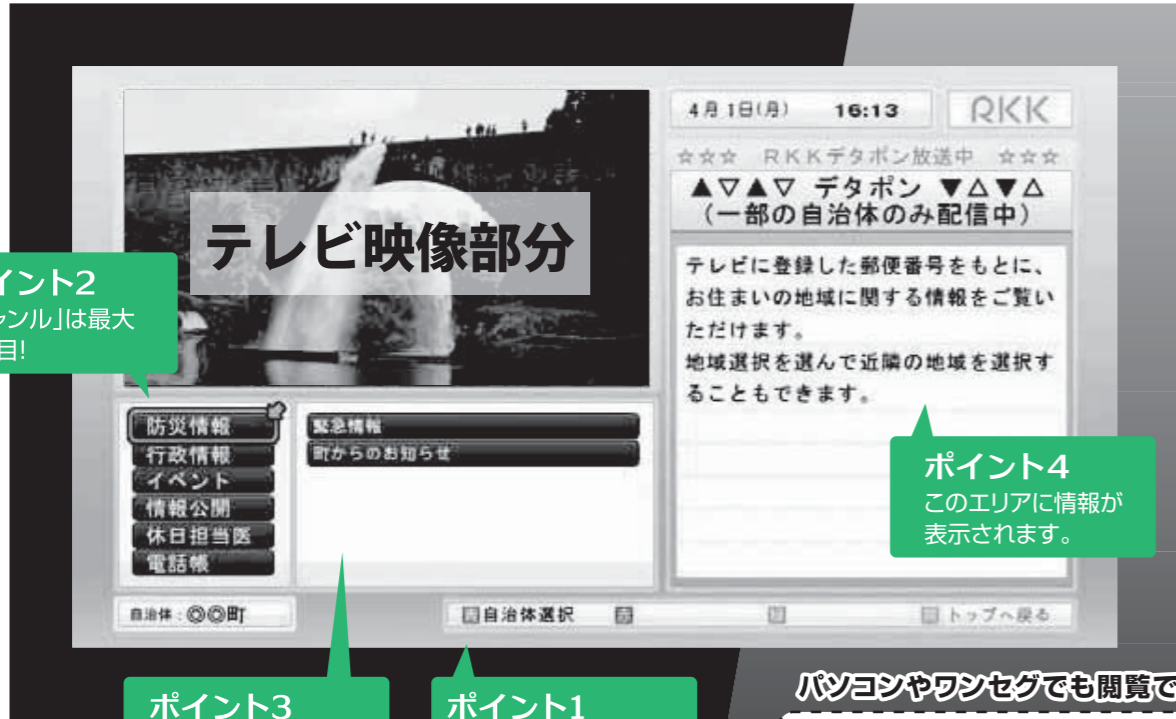 4月1日(月) 16:13 RKK
☆☆☆ RKKデタポン放送中 ☆☆☆
▲▽▲▽ デタポン ▼△▼△
(一部の自治体のみ配信中)
テレビ映像部分
テレビに登録した郵便番号をもとに、
お住まいの地域に関する情報をご覧い
ただけます。
地域選択を選んで近隣の地域を選択す
ることもできます。
イント2
ャンル」は最大
目!
防災情報
行政情報
イベント
情報公開
休日担当医
電話帳
緊急情報
町からのお知らせ
ポイント4
このエリアに情報が
表示されます。
自治体:◎◎町
自治体選択
トップへ戻る
ポイント3
ポイント1
パソコンやワンセグでも閲覧で